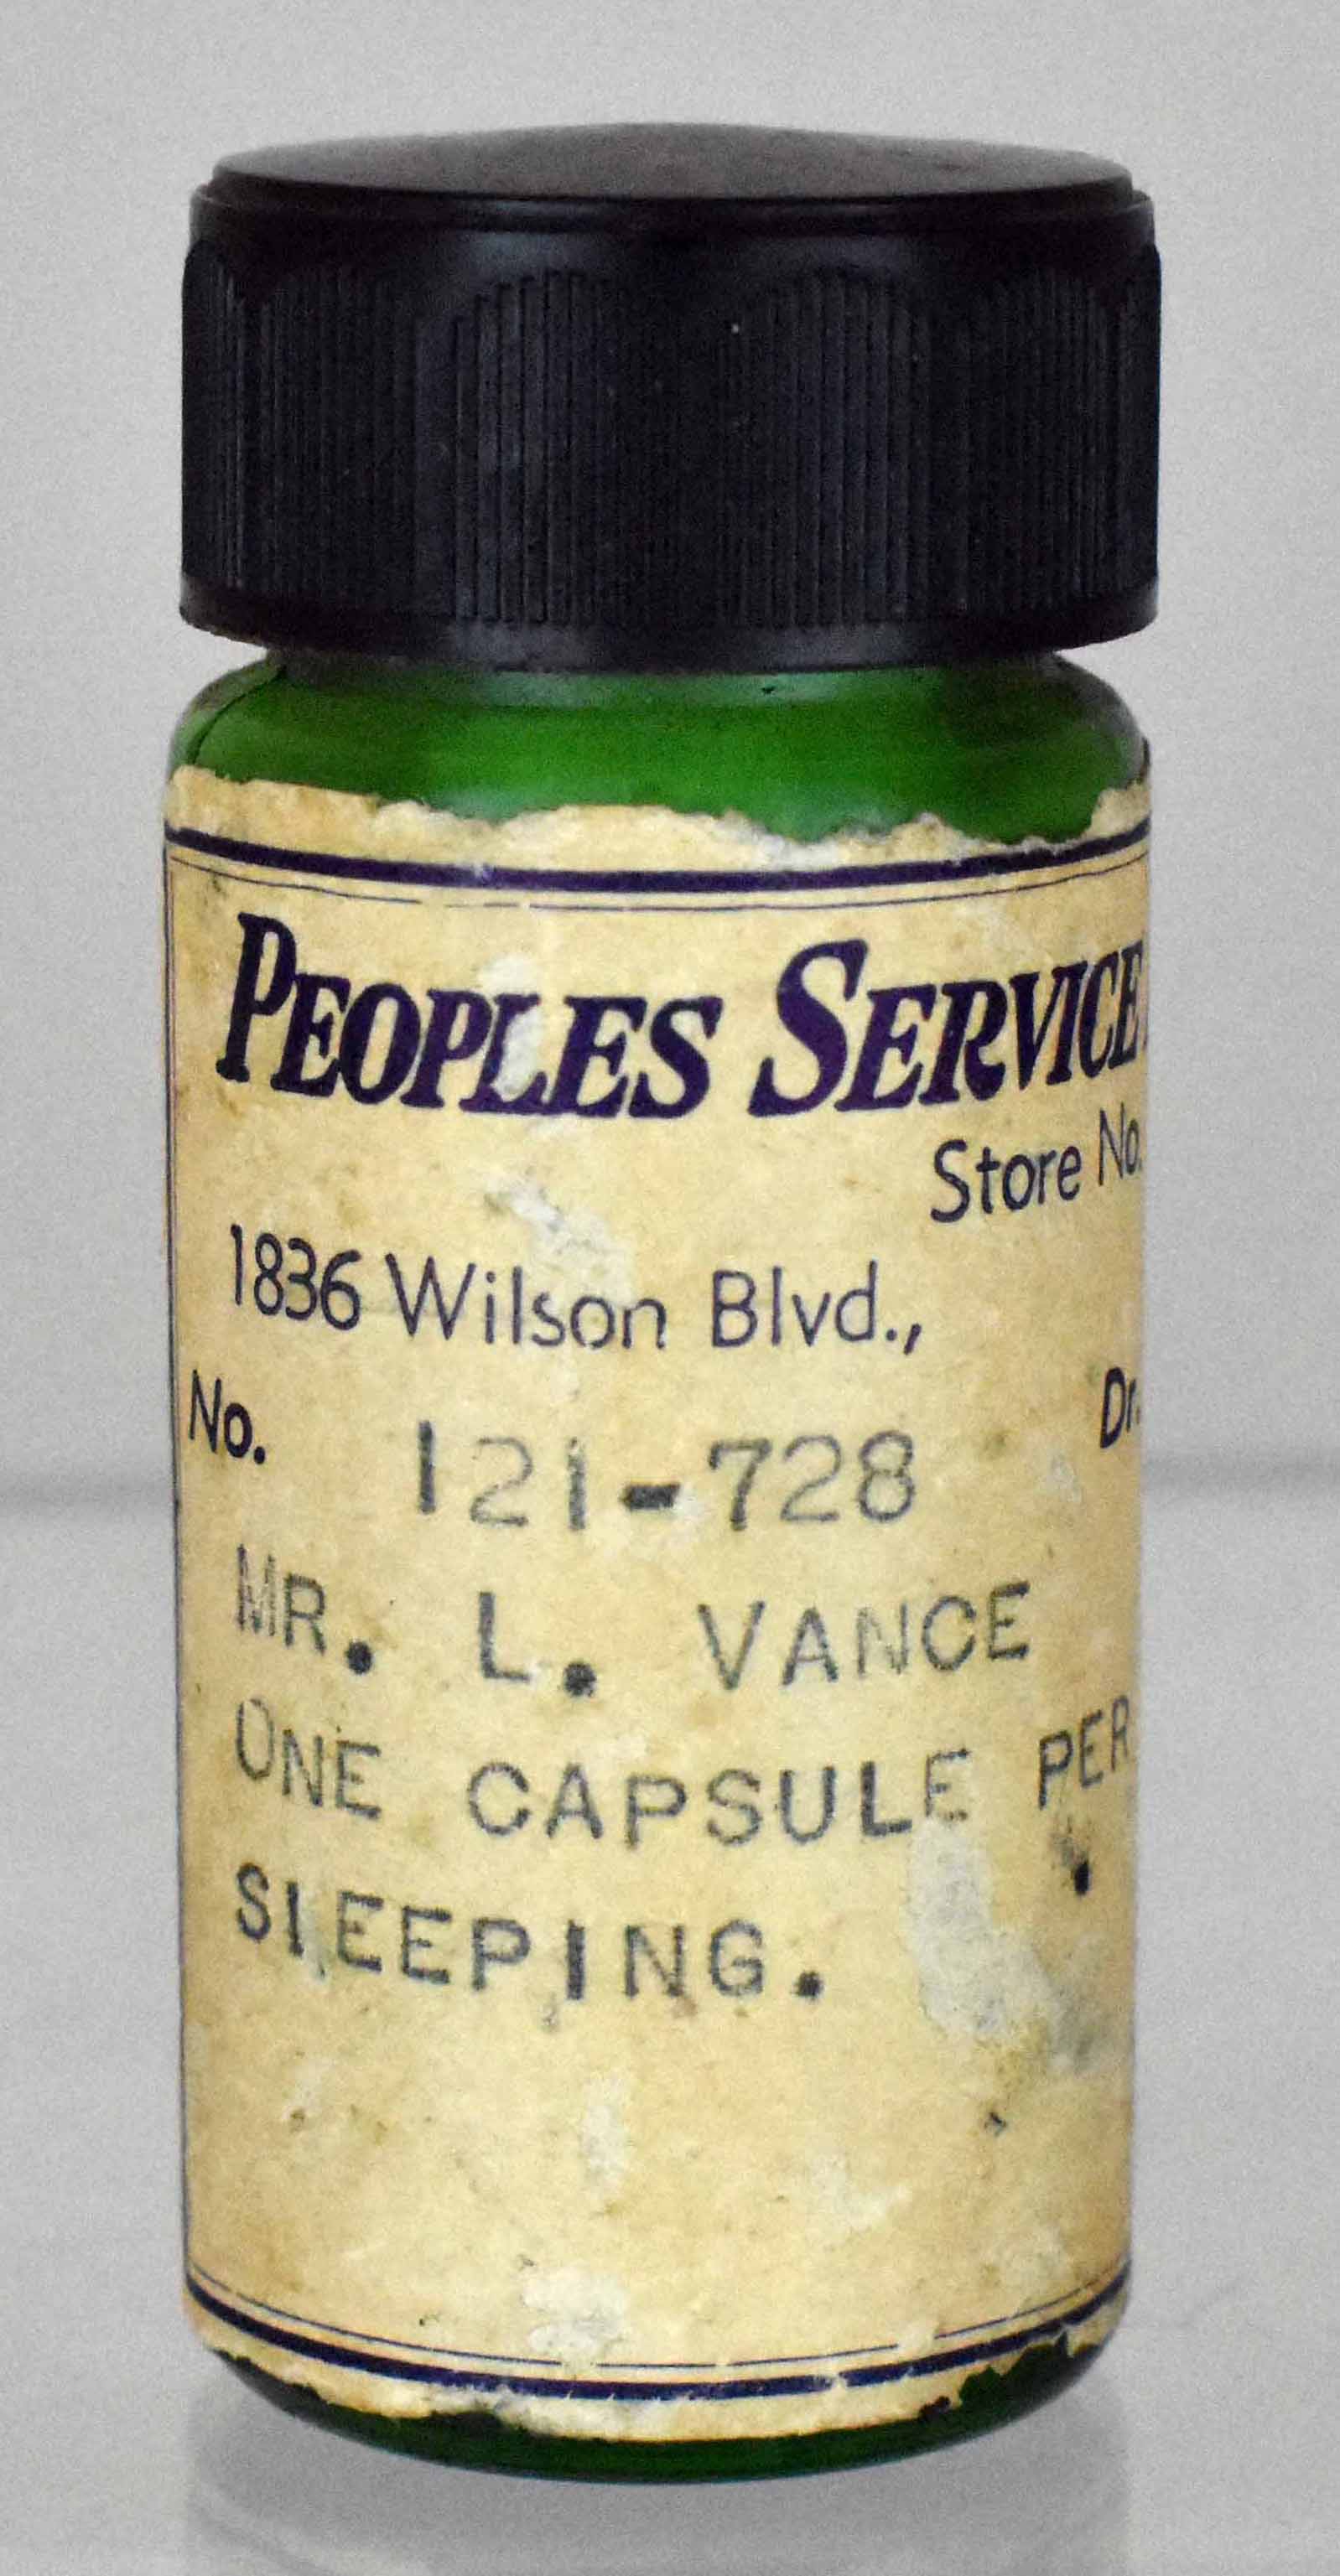 PEOPLES SERVICE
Store No.
1836 Wilson Blvd.,
No. 121-728 Dr.
MR. L. VANCE
ONE CAPSULE PER
SLEEPING.